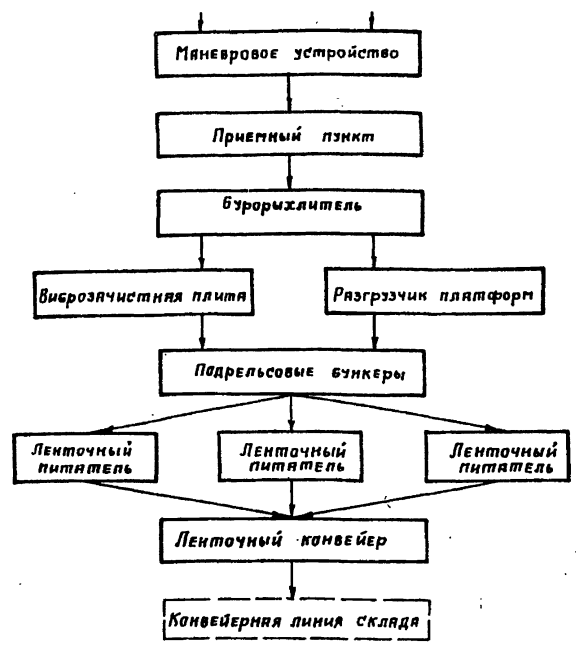 Маневровое устройство
Приемный пункт
Бурорыхлитель
Виброзачистная плита
Разгрузчик платформ
Подрельсовые бункеры
Ленточный
питатель
Ленточный
питатель
Ленточный
питатель
Ленточный конвейер
Конвейерная линия склада